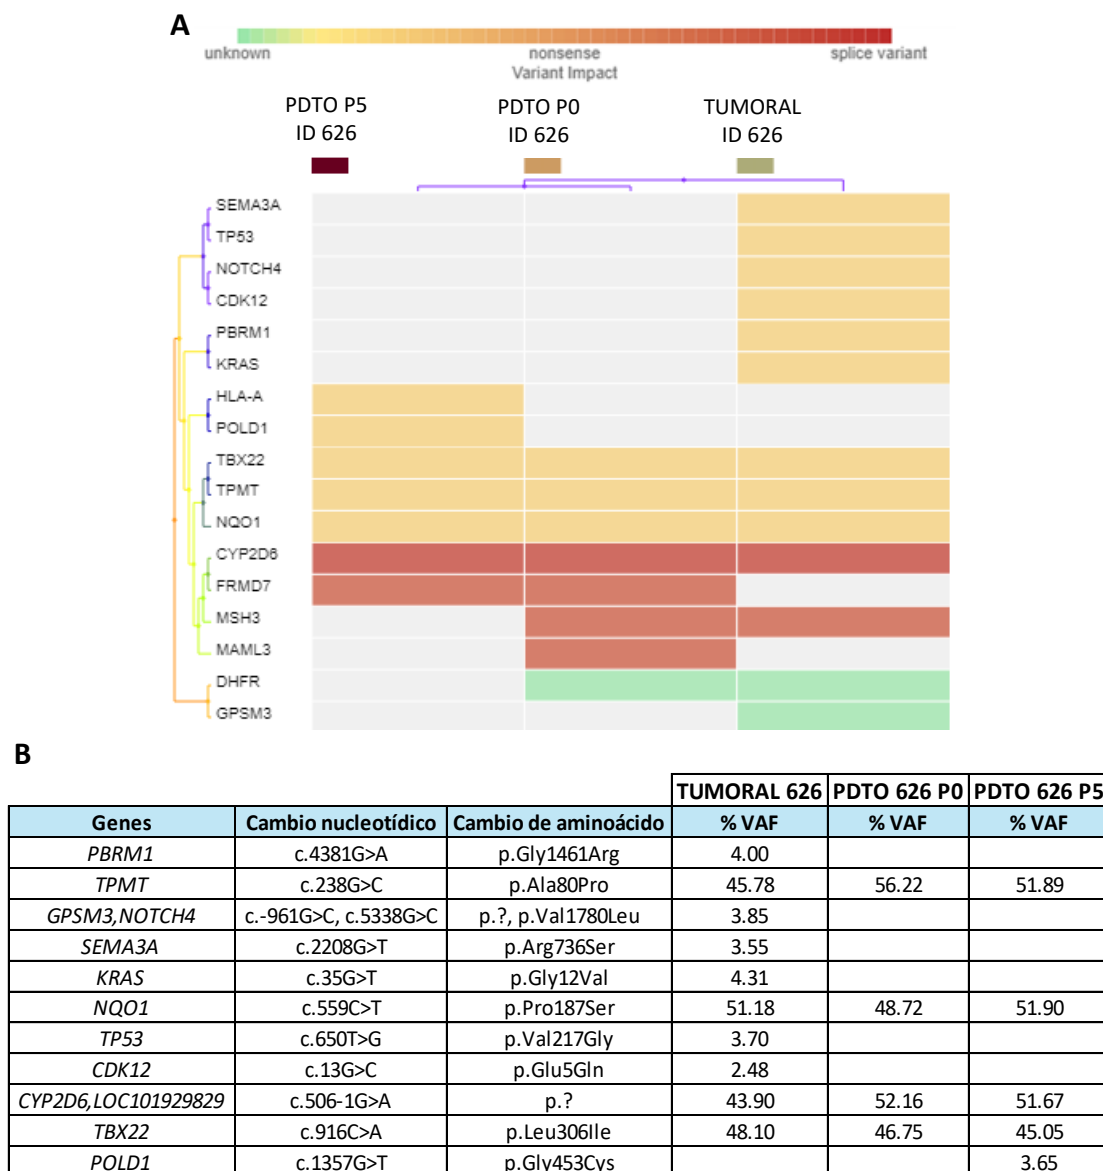 A
unknown nonsense splice variant
Variant Impact
PDTO P5 PDTO P0 TUMORAL
ID 626 ID 626 ID 626
SEMA3A
TP53
NOTCH4
CDK12
PBRM1
KRAS
HLA-A
POLD1
TBX22
TPMT
NQO1
CYP2D6
FRMD7
MSH3
MAML3
DHFR
GPSM3
B
TUMORAL 626 PDTO 626 P0 PDTO 626 P5
Genes Cambio nucleotídico Cambio de aminoácido % VAF % VAF % VAF
PBRM1 c.4381G>A p.Gly1461Arg 4.00
TPMT c.238G>C p.Ala80Pro 45.78 56.22 51.89
GPSM3,NOTCH4 c.-961G>C, c.5338G>C p.?, p.Val1780Leu 3.85
SEMA3A c.2208G>T p.Arg736Ser 3.55
KRAS c.35G>T p.Gly12Val 4.31
NQO1 c.559C>T p.Pro187Ser 51.18 48.72 51.90
TP53 c.650T>G p.Val217Gly 3.70
CDK12 c.13G>C p.Glu5Gln 2.48
CYP2D6,LOC101929829 c.506-1G>A p.? 43.90 52.16 51.67
TBX22 c.916C>A p.Leu306Ile 48.10 46.75 45.05
POLD1 c.1357G>T p.Gly453Cys 3.65